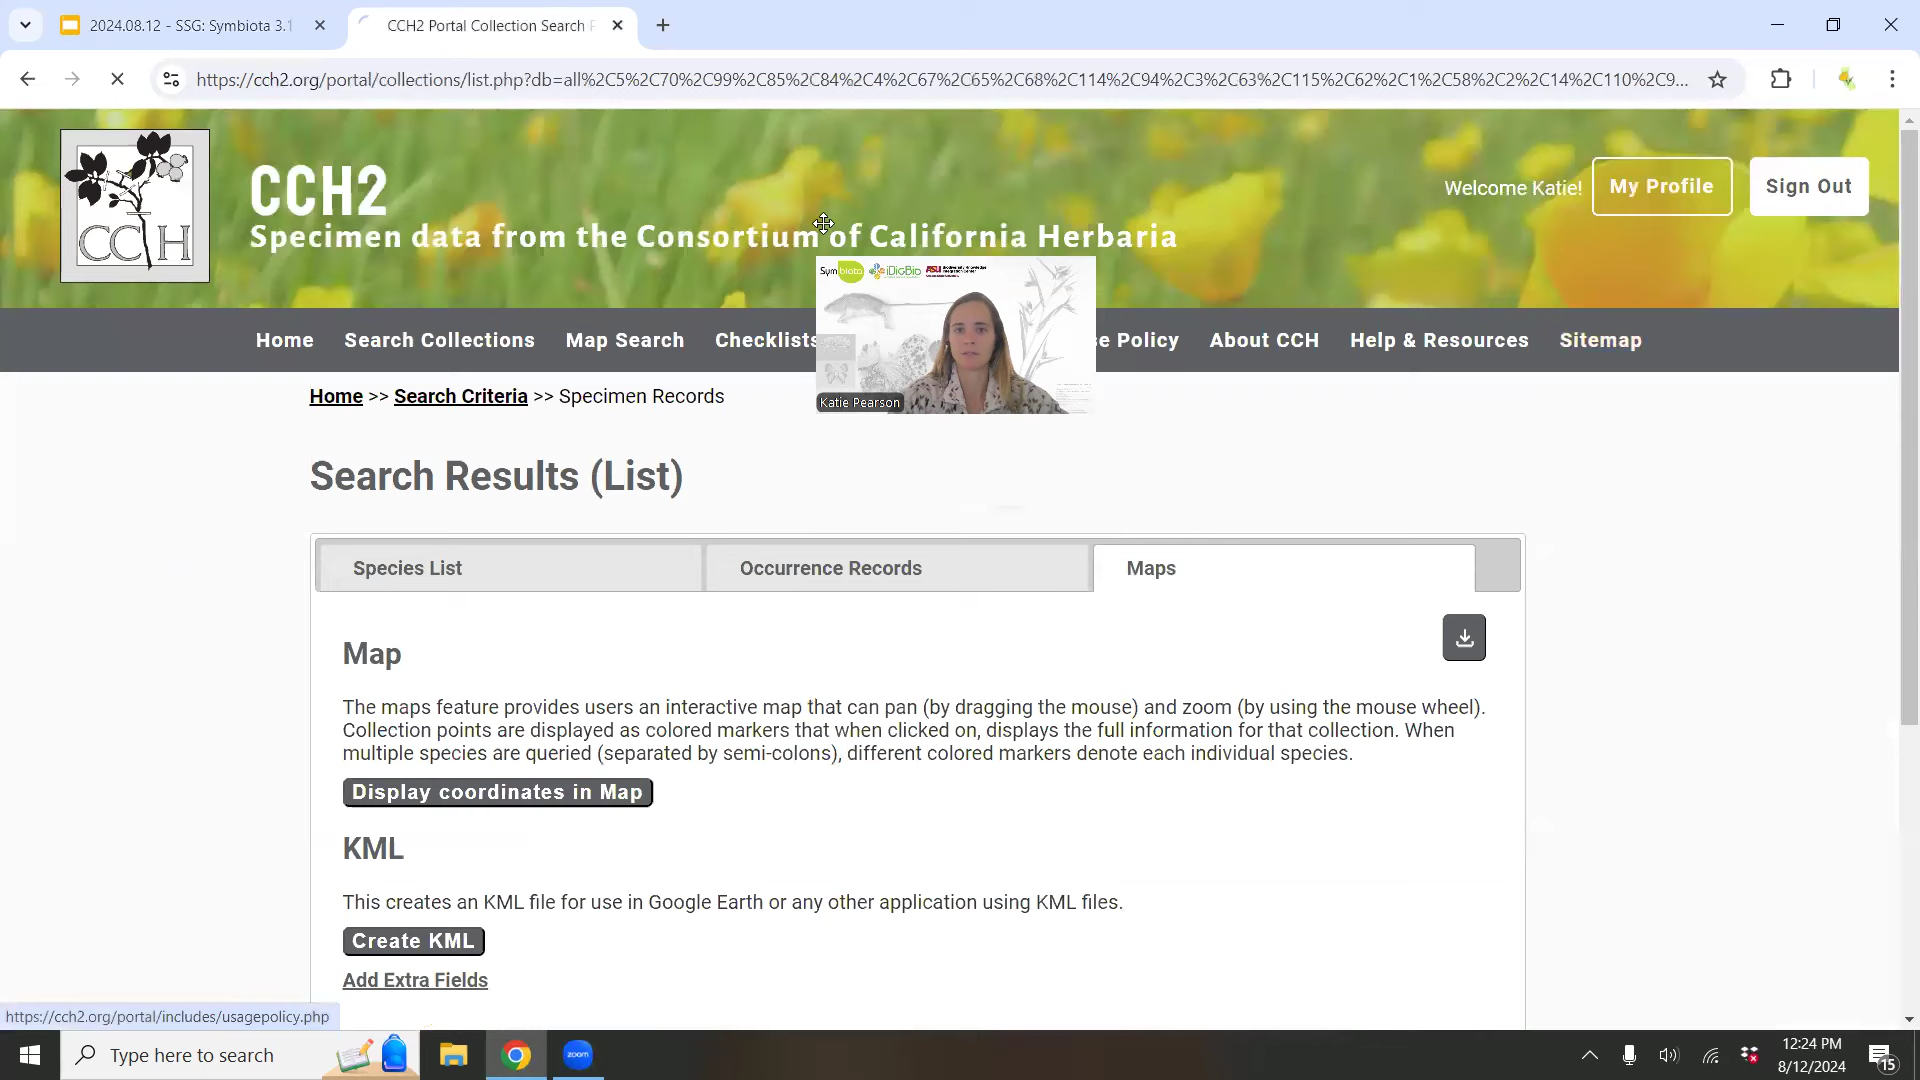 2024.08.12 - SSG: Symbiota 3.1
CCH2 Portal Collection Search
https://cch2.org/portal/collections/list.php?db=all%2C5%2C70%2C99%2C85%2C84%2C4%2C67%2C65%2C68%2C114%2C94%2C3%2C63%2C115%2C62%2C1%2C58%2C2%2C14%2C110%2C9...
CCH
CCH2
Specimen data from the Consortium of California Herbaria
Welcome Katie!
My Profile
Sign Out
Symbiota iDigBio ASU
Katie Pearson
Home
Search Collections
Map Search
Checklists
se Policy
About CCH
Help & Resources
Sitemap
Home >> Search Criteria >> Specimen Records
Search Results (List)
Species List
Occurrence Records
Maps
Map
The maps feature provides users an interactive map that can pan (by dragging the mouse) and zoom (by using the mouse wheel).
Collection points are displayed as colored markers that when clicked on, displays the full information for that collection. When
multiple species are queried (separated by semi-colons), different colored markers denote each individual species.
Display coordinates in Map
KML
This creates an KML file for use in Google Earth or any other application using KML files.
Create KML
Add Extra Fields
https://cch2.org/portal/includes/usagepolicy.php
Type here to search
zoom
12:24 PM
8/12/2024
15